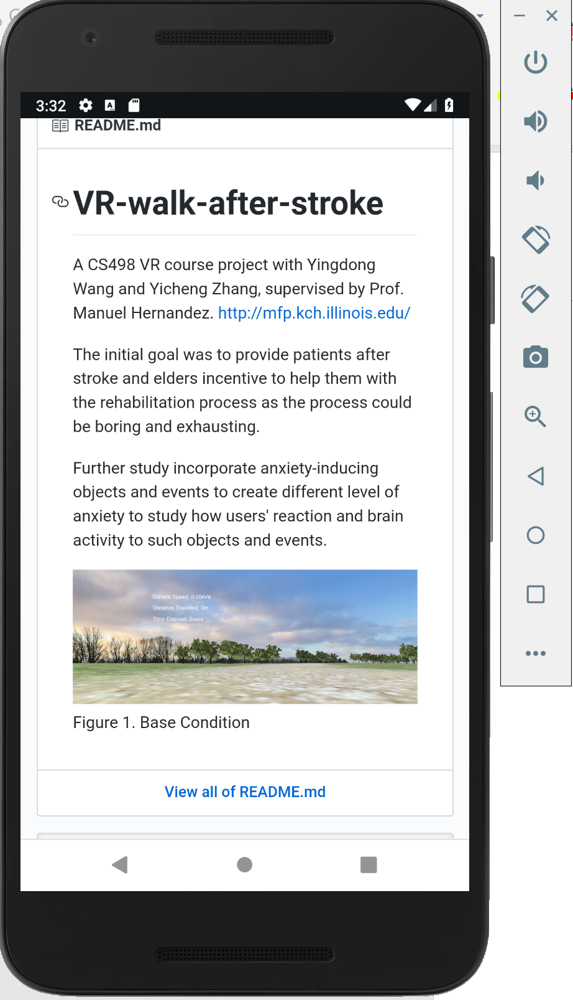 3:32
README.md
VR-walk-after-stroke
A CS498 VR course project with Yingdong
Wang and Yicheng Zhang, supervised by Prof.
Manuel Hernandez. http://mfp.kch.illinois.edu/
The initial goal was to provide patients after
stroke and elders incentive to help them with
the rehabilitation process as the process could
be boring and exhausting.
Further study incorporate anxiety-inducing
objects and events to create different level of
anxiety to study how users' reaction and brain
activity to such objects and events.
Current Speed: 0.00m/s
Distance Travelled: 0m
Time Elapsed: 2secs
Figure 1. Base Condition
View all of README.md